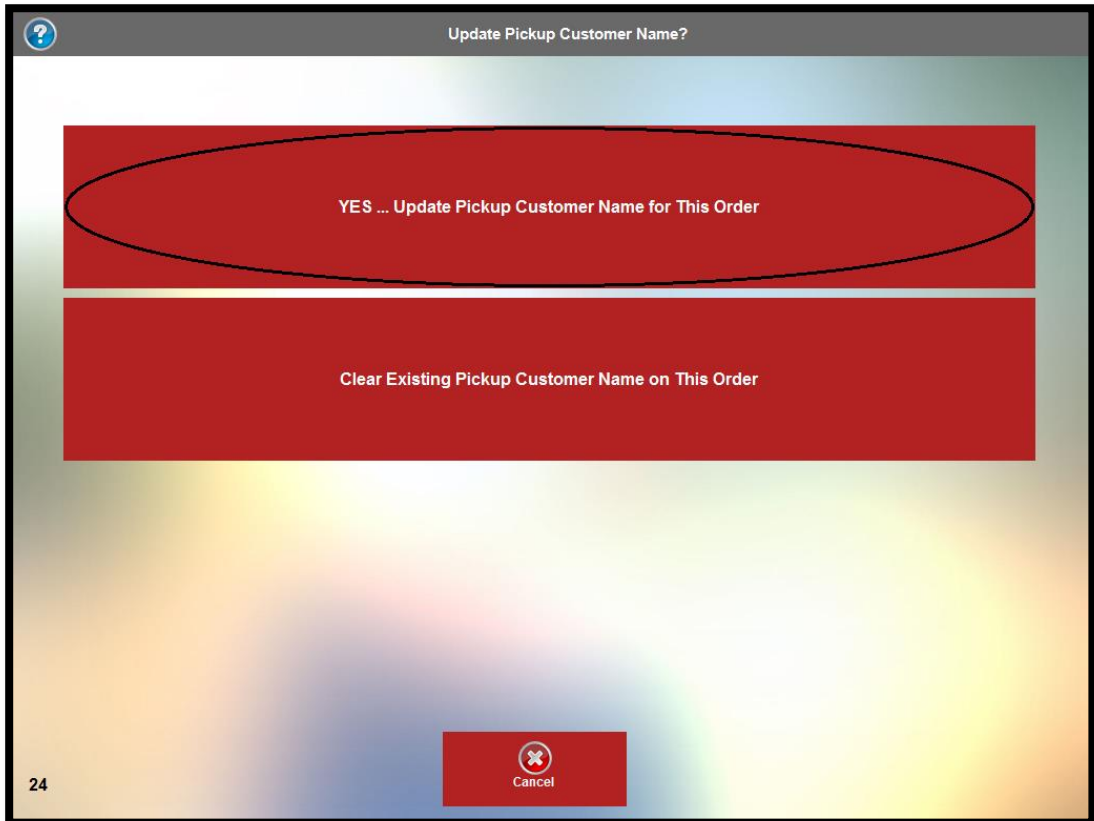 ?
Update Pickup Customer Name?
YES ... Update Pickup Customer Name for This Order
Clear Existing Pickup Customer Name on This Order
Cancel
24